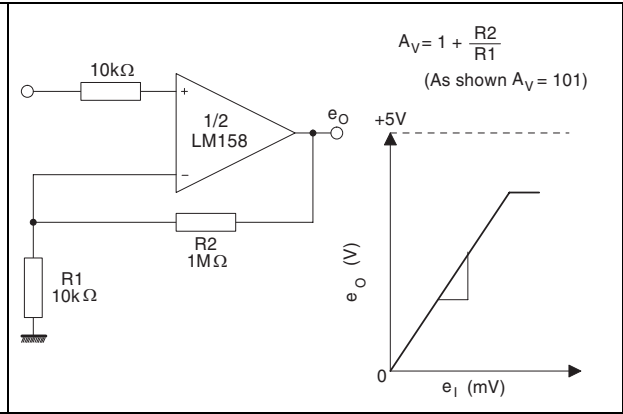 A_V = 1 + R2/R1
(As shown A_V = 101)
10kΩ
+
1/2
LM158
−
e_O
R2
1MΩ
R1
10kΩ
+5V
e_O (V)
0
e_I (mV)